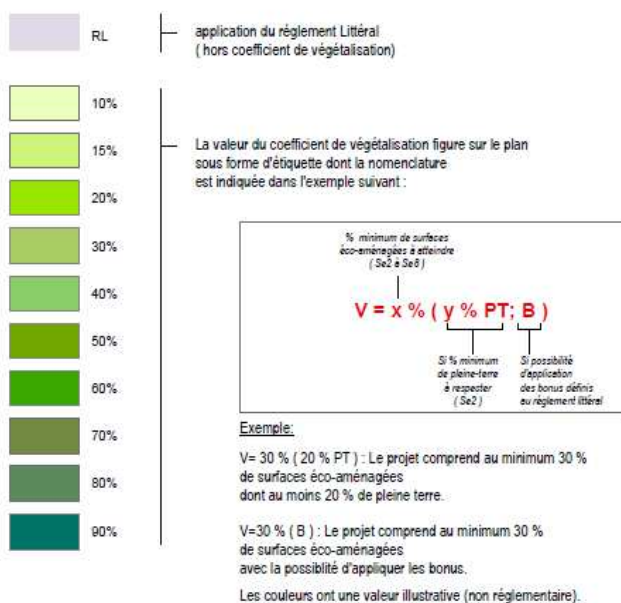 RL
application du règlement Littéral
( hors coefficient de végétalisation)
10%
15%
La valeur du coefficient de végétalisation figure sur le plan
sous forme d'étiquette dont la nomenclature
est indiquée dans l'exemple suivant :
20%
30%
40%
50%
60%
70%
80%
90%
% minimum de surfaces
éco-aménagées à atteindre
( Se2 à Se8 )
V = x % ( y % PT; B )
Si % minimum
de pleine-terre
à respecter
( Se2 )
Si possibilité
d'application
des bonus définis
au règlement littéral
Exemple:
V= 30 % ( 20 % PT ) : Le projet comprend au minimum 30 %
de surfaces éco-aménagées
dont au moins 20 % de pleine terre.
V=30 % ( B ) : Le projet comprend au minimum 30 %
de surfaces éco-aménagées
avec la possiblité d'appliquer les bonus.
Les couleurs ont une valeur illustrative (non réglementaire).